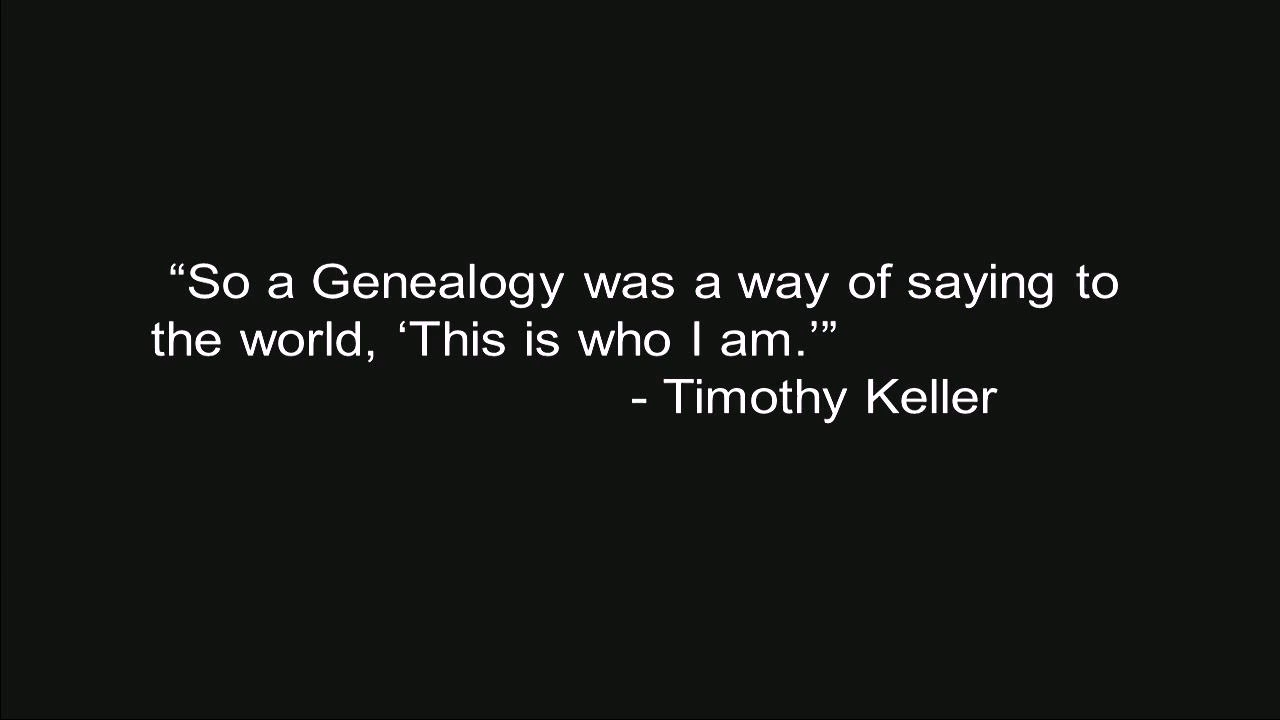 “So a Genealogy was a way of saying to
the world, ‘This is who I am.’”
- Timothy Keller